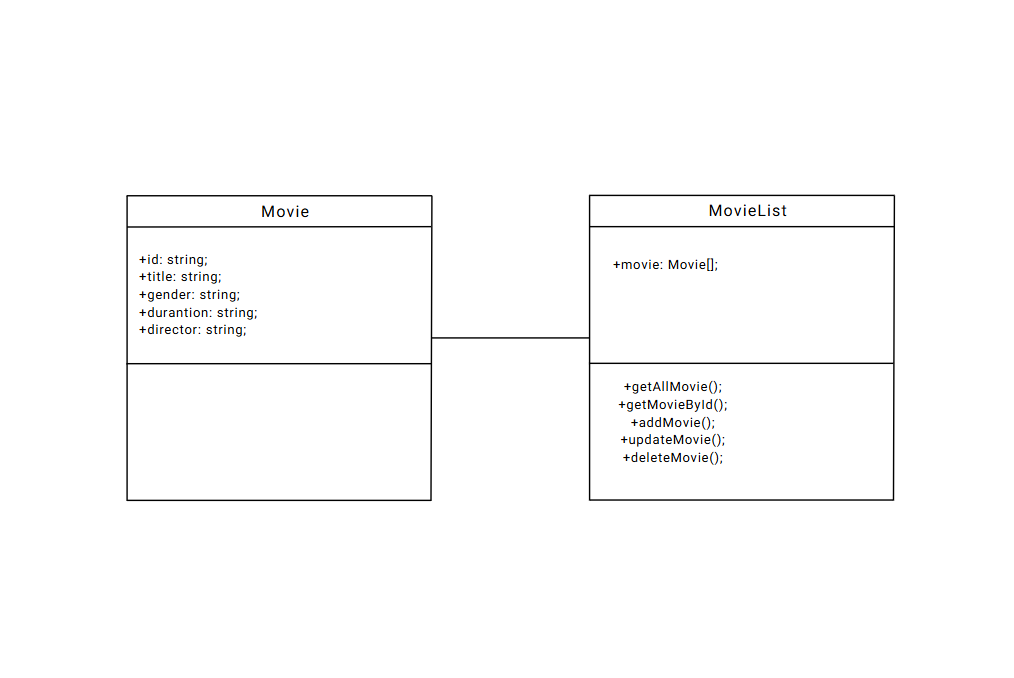 Movie
+id: string;
+title: string;
+gender: string;
+durantion: string;
+director: string;
MovieList
+movie: Movie[];
+getAllMovie();
+getMovieById();
+addMovie();
+updateMovie();
+deleteMovie();